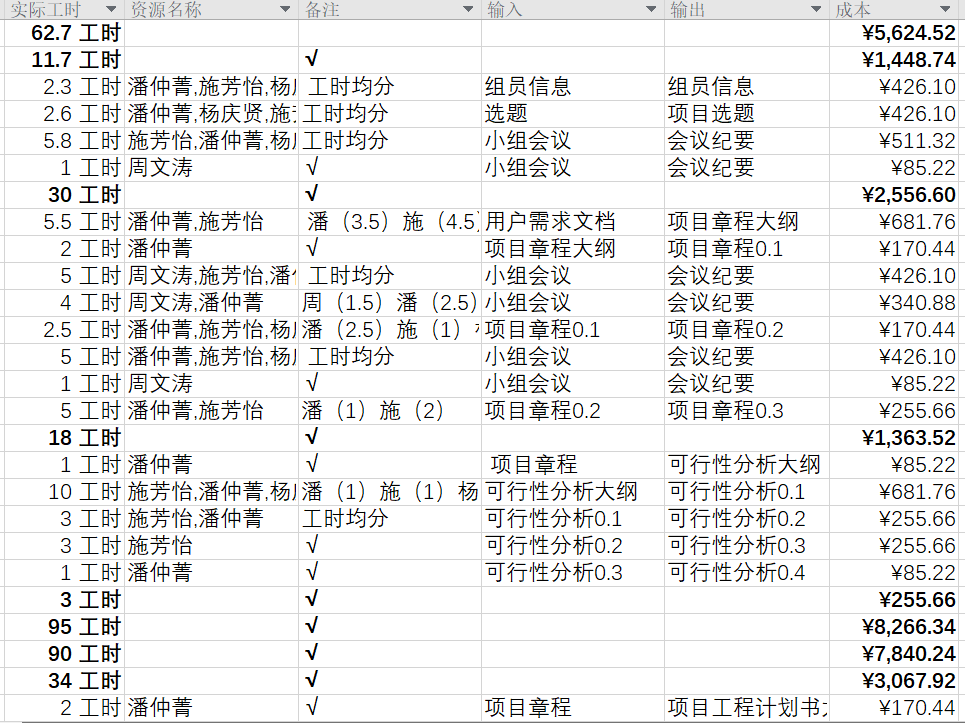 实际工时 资源名称 备注 输入 输出 成本
62.7 工时 ¥5,624.52
11.7 工时 √ ¥1,448.74
2.3 工时 潘仲菁,施芳怡,杨 工时均分 组员信息 组员信息 ¥426.10
2.6 工时 潘仲菁,杨庆贤,施 工时均分 选题 项目选题 ¥426.10
5.8 工时 施芳怡,潘仲菁,杨 工时均分 小组会议 会议纪要 ¥511.32
1 工时 周文涛 √ 小组会议 会议纪要 ¥85.22
30 工时 √ ¥2,556.60
5.5 工时 潘仲菁,施芳怡 潘（3.5）施（4.5 用户需求文档 项目章程大纲 ¥681.76
2 工时 潘仲菁 √ 项目章程大纲 项目章程0.1 ¥170.44
5 工时 周文涛,施芳怡,潘 工时均分 小组会议 会议纪要 ¥426.10
4 工时 周文涛,潘仲菁 周（1.5）潘（2.5） 小组会议 会议纪要 ¥340.88
2.5 工时 潘仲菁,施芳怡,杨 潘（2.5）施（1） 项目章程0.1 项目章程0.2 ¥170.44
5 工时 潘仲菁,施芳怡,杨 工时均分 小组会议 会议纪要 ¥426.10
1 工时 周文涛 √ 小组会议 会议纪要 ¥85.22
5 工时 潘仲菁,施芳怡 潘（1）施（2） 项目章程0.2 项目章程0.3 ¥255.66
18 工时 √ ¥1,363.52
1 工时 潘仲菁 √ 项目章程 可行性分析大纲 ¥85.22
10 工时 施芳怡,潘仲菁,杨 潘（1）施（1）杨 可行性分析大纲 可行性分析0.1 ¥681.76
3 工时 施芳怡,潘仲菁 工时均分 可行性分析0.1 可行性分析0.2 ¥255.66
3 工时 施芳怡 √ 可行性分析0.2 可行性分析0.3 ¥255.66
1 工时 潘仲菁 √ 可行性分析0.3 可行性分析0.4 ¥85.22
3 工时 √ ¥255.66
95 工时 √ ¥8,266.34
90 工时 √ ¥7,840.24
34 工时 √ ¥3,067.92
2 工时 潘仲菁 √ 项目章程 项目工程计划书 ¥170.44